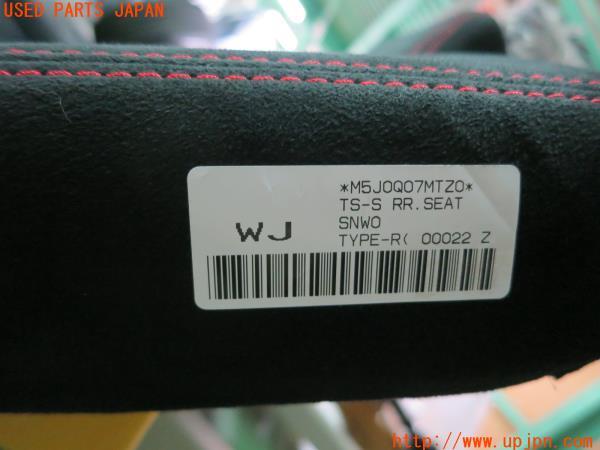 USED PARTS JAPAN
*M5J0Q07MTZ0*
TS-S RR.SEAT
SNW0
WJ
TYPE-R( 00022 Z
http://www.upjpn.com/